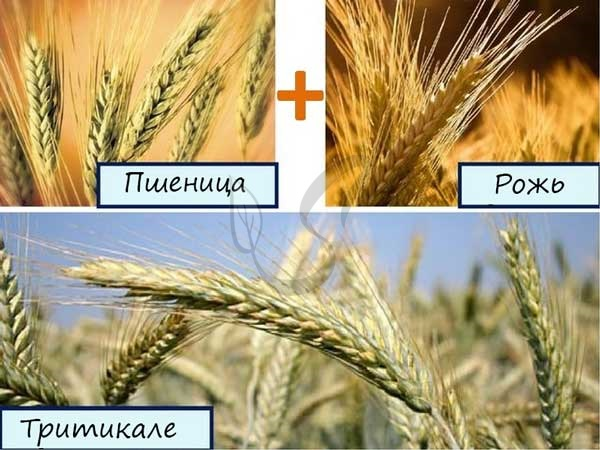 Пшеница
+
Рожь
Тритикале